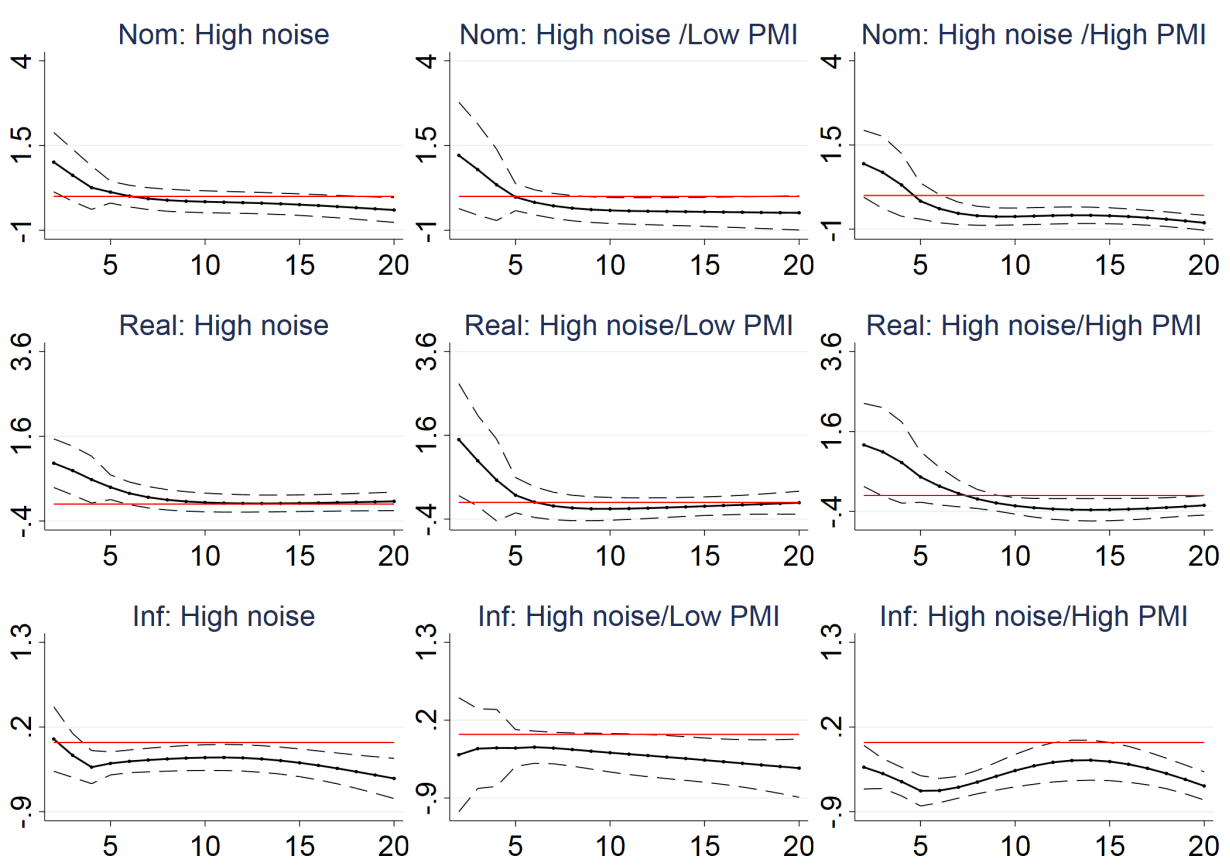 Nom: High noise
Nom: High noise /Low PMI
Nom: High noise /High PMI
4
1.5
-1
5 10 15 20
4
1.5
-1
5 10 15 20
4
1.5
-1
5 10 15 20
Real: High noise
Real: High noise/Low PMI
Real: High noise/High PMI
3.6
1.6
-.4
5 10 15 20
3.6
1.6
-.4
5 10 15 20
3.6
1.6
-.4
5 10 15 20
Inf: High noise
Inf: High noise/Low PMI
Inf: High noise/High PMI
1.3
.2
-.9
5 10 15 20
1.3
.2
-.9
5 10 15 20
1.3
.2
-.9
5 10 15 20